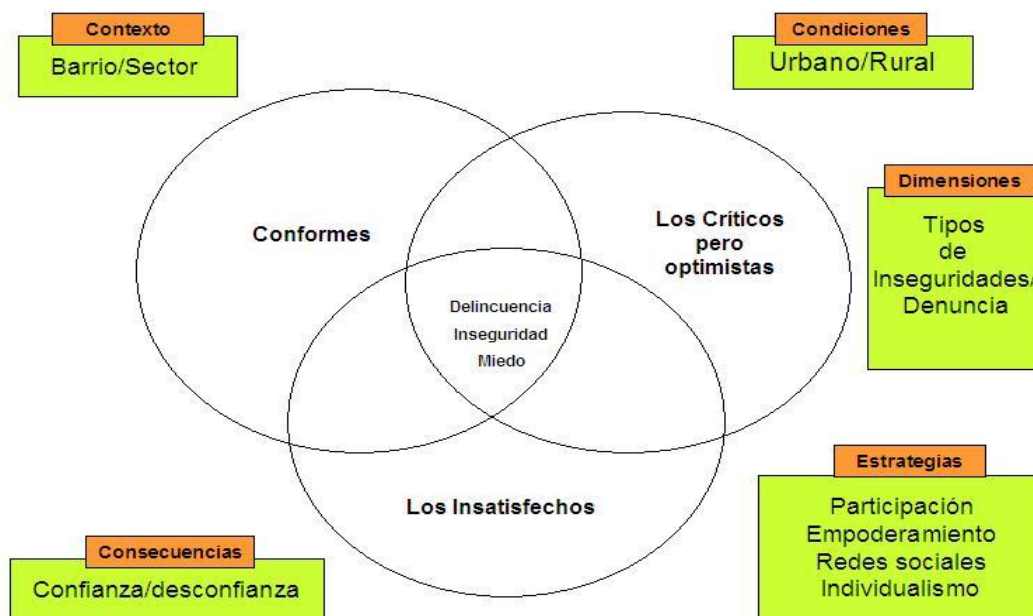 Contexto
Barrio/Sector
Condiciones
Urbano/Rural
Conformes
Los Críticos
pero
optimistas
Dimensiones
Tipos
de
Inseguridades/
Denuncia
Delincuencia
Inseguridad
Miedo
Los Insatisfechos
Estrategias
Participación
Empoderamiento
Redes sociales
Individualismo
Consecuencias
Confianza/desconfianza